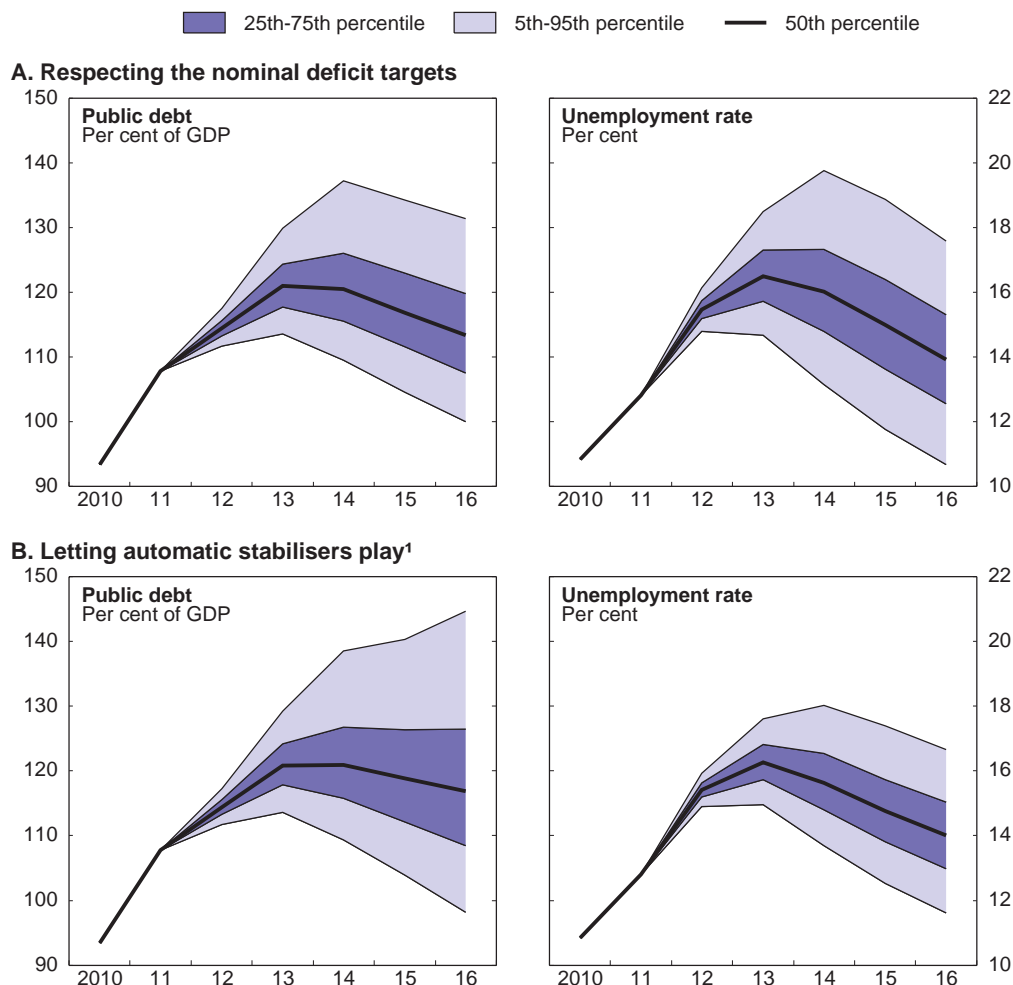 25th-75th percentile 5th-95th percentile 50th percentile
A. Respecting the nominal deficit targets
Public debt
Per cent of GDP
150
140
130
120
110
100
90
2010 11 12 13 14 15 16
Unemployment rate
Per cent
22
20
18
16
14
12
10
2010 11 12 13 14 15 16
B. Letting automatic stabilisers play¹
Public debt
Per cent of GDP
150
140
130
120
110
100
90
2010 11 12 13 14 15 16
Unemployment rate
Per cent
22
20
18
16
14
12
10
2010 11 12 13 14 15 16